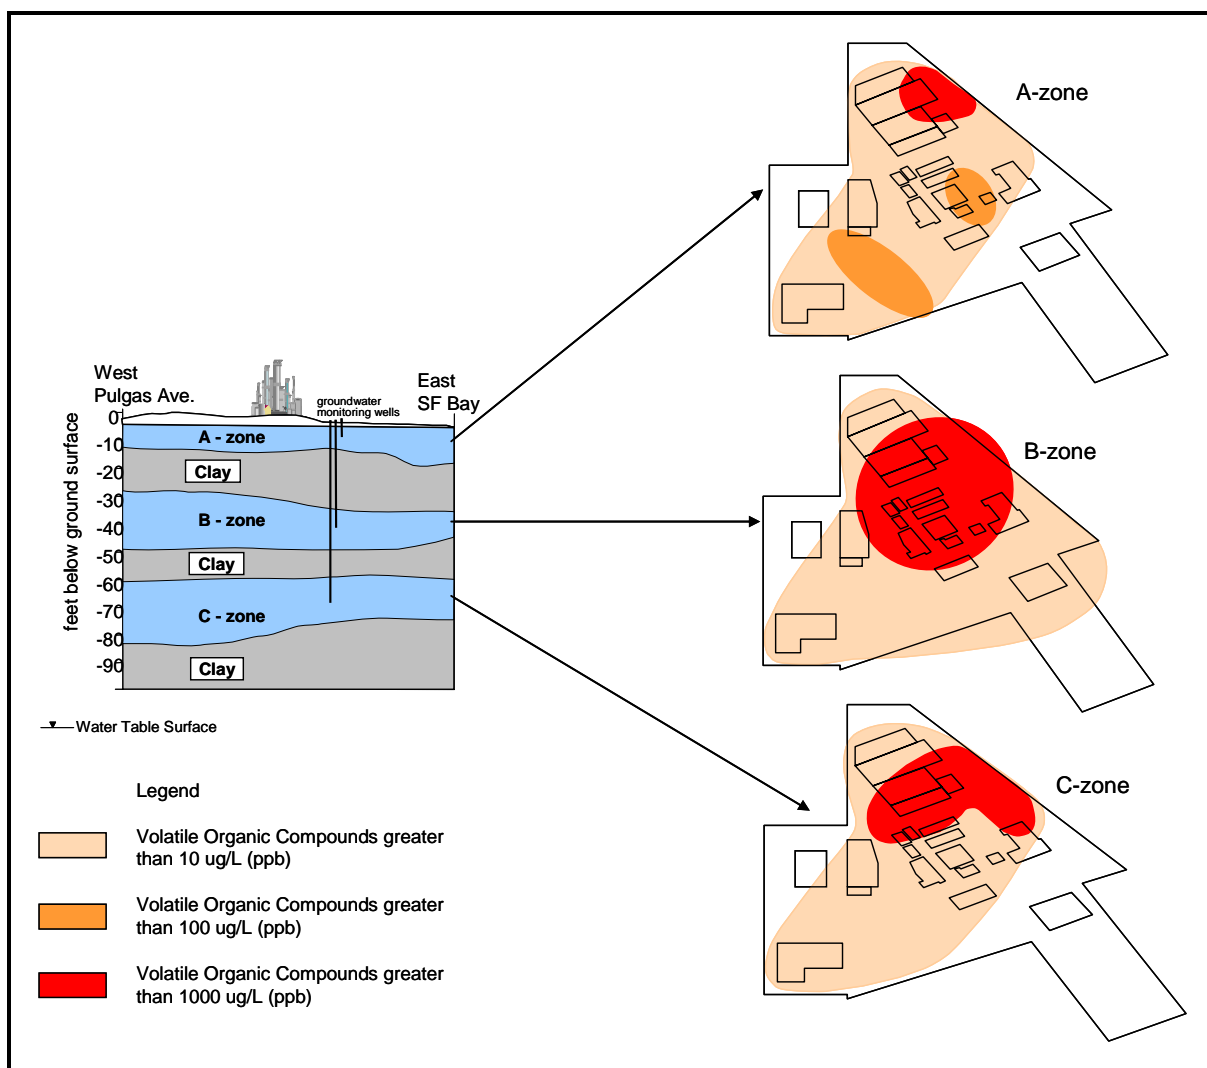 A-zone
West
Pulgas Ave.
East
SF Bay
groundwater
monitoring wells
feet below ground surface
0
-10
-20
-30
-40
-50
-60
-70
-80
-90
A - zone
Clay
B - zone
Clay
C - zone
Clay
B-zone
C-zone
Water Table Surface
Legend
Volatile Organic Compounds greater
than 10 ug/L (ppb)
Volatile Organic Compounds greater
than 100 ug/L (ppb)
Volatile Organic Compounds greater
than 1000 ug/L (ppb)